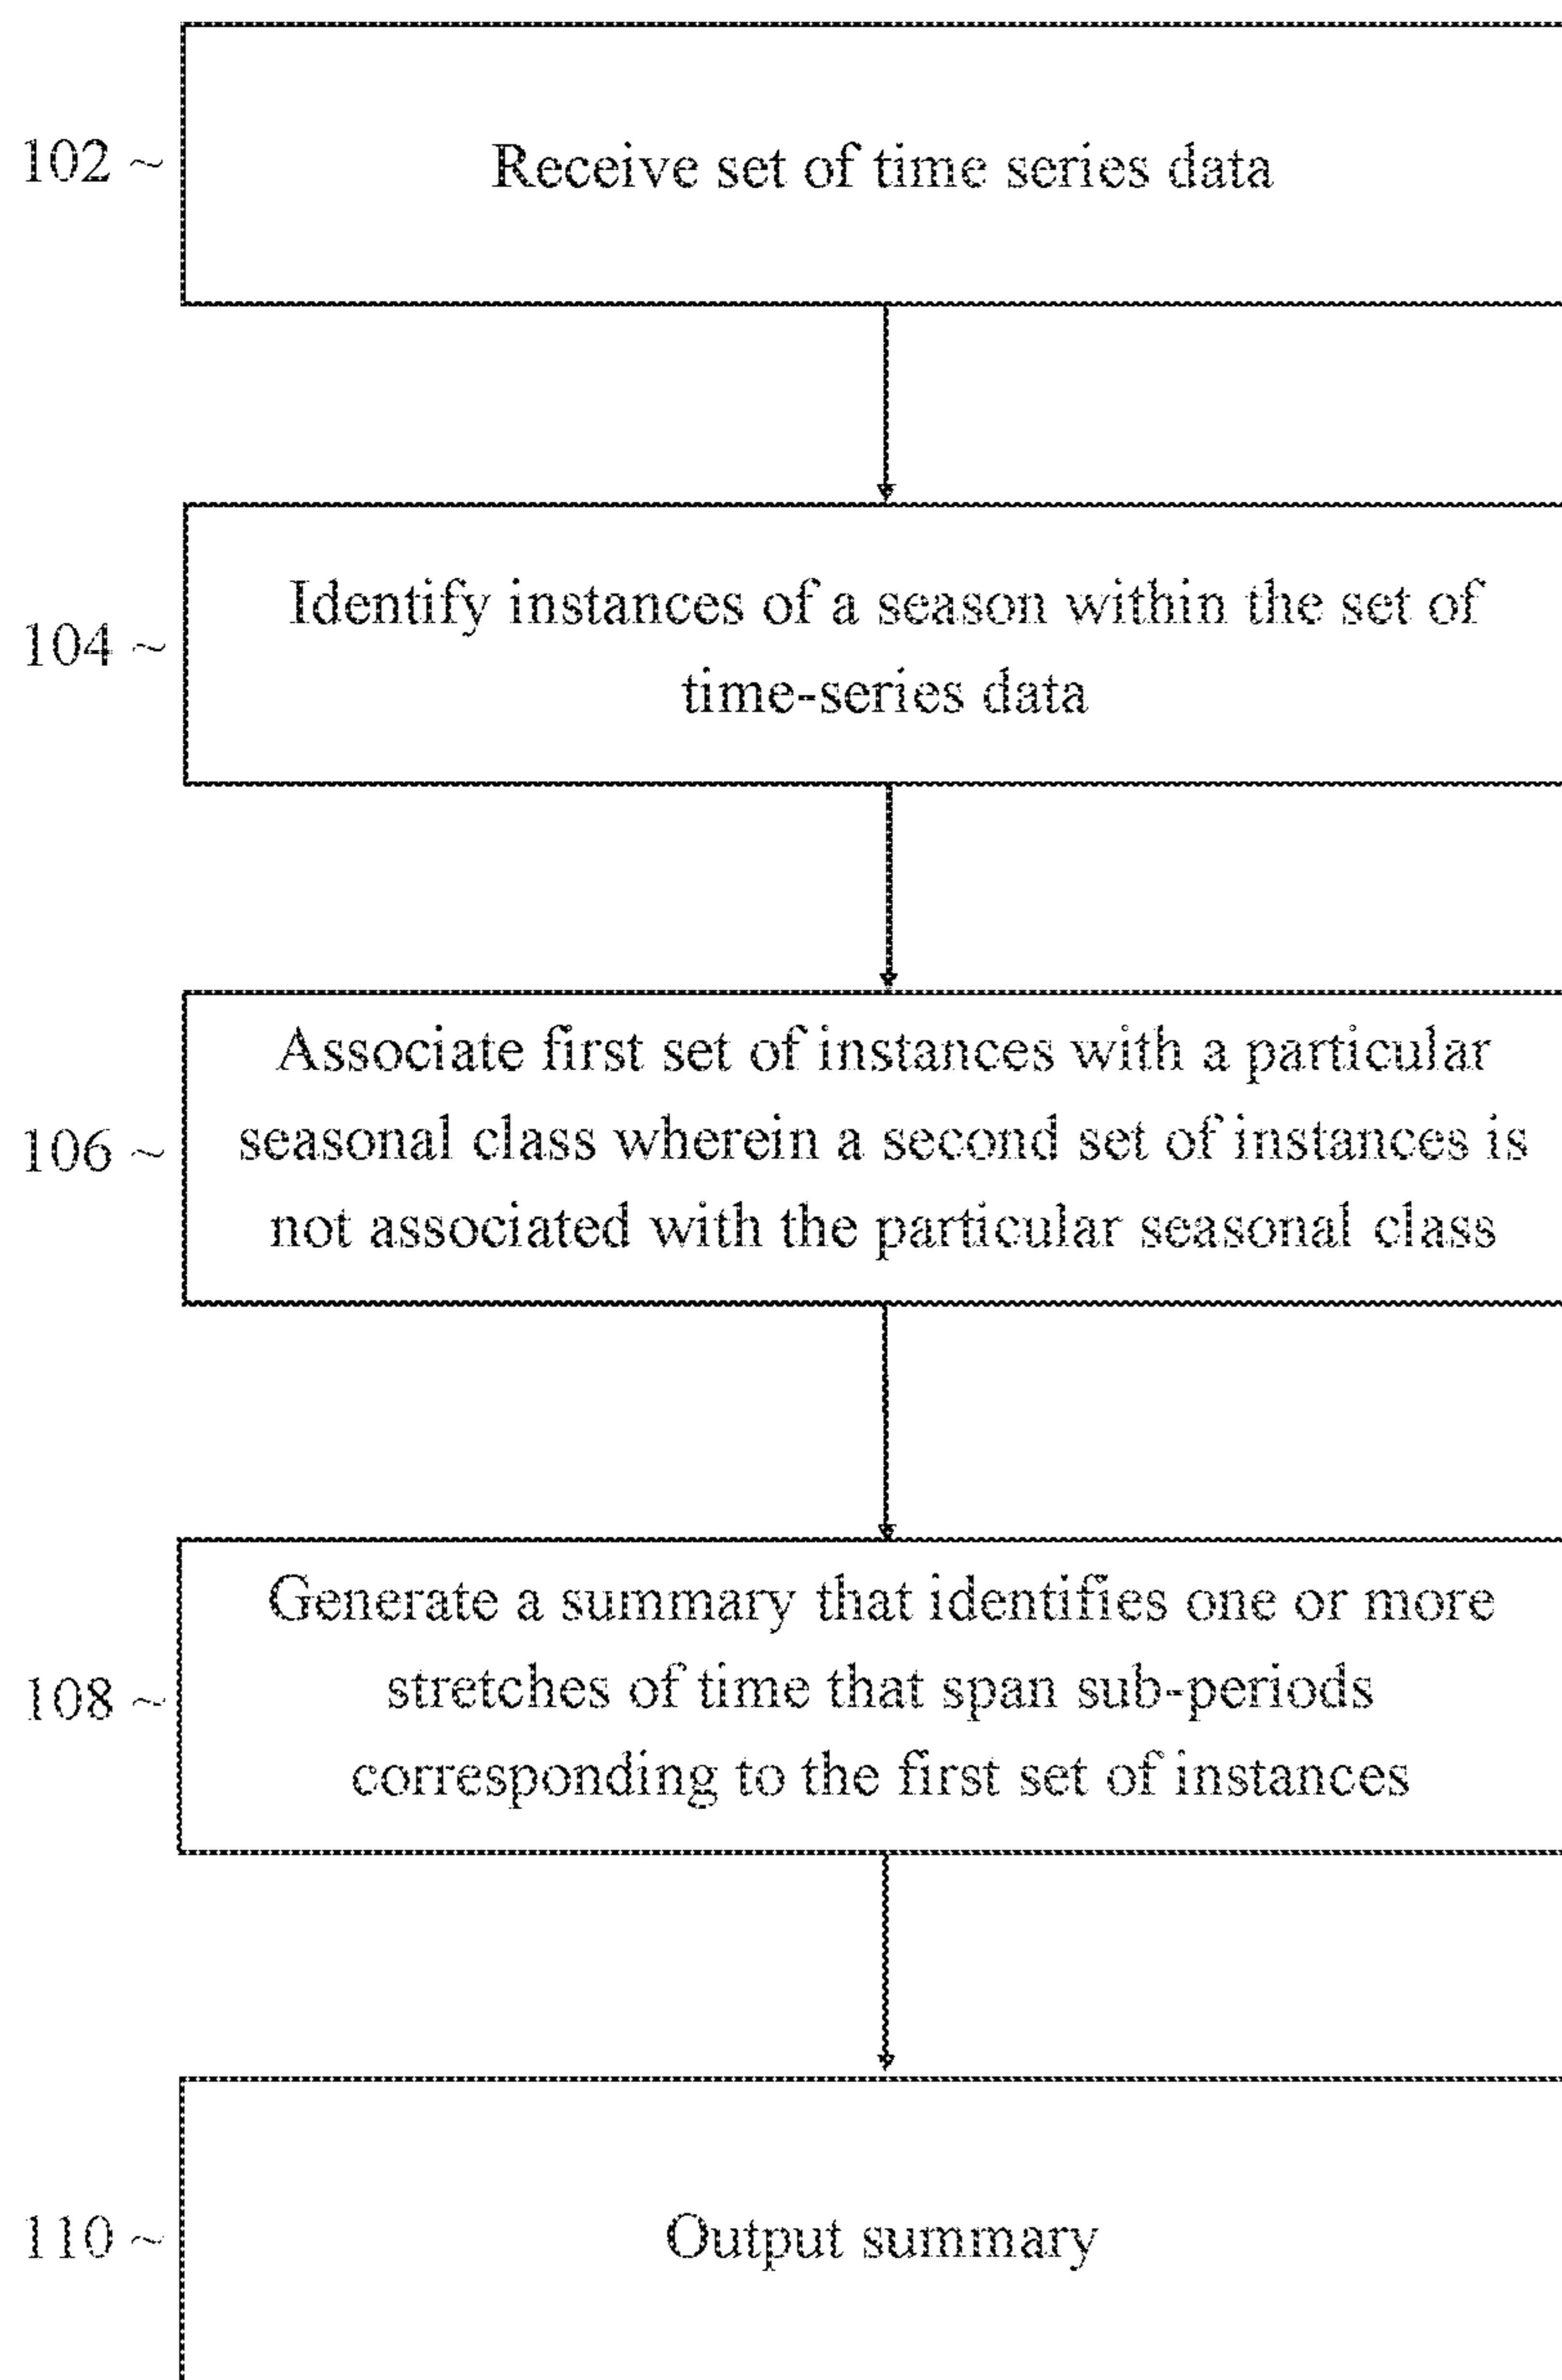 102 ~
Receive set of time series data
104 ~
Identify instances of a season within the set of
time-series data
106 ~
Associate first set of instances with a particular
seasonal class wherein a second set of instances is
not associated with the particular seasonal class
108 ~
Generate a summary that identifies one or more
stretches of time that span sub-periods
corresponding to the first set of instances
110 ~
Output summary